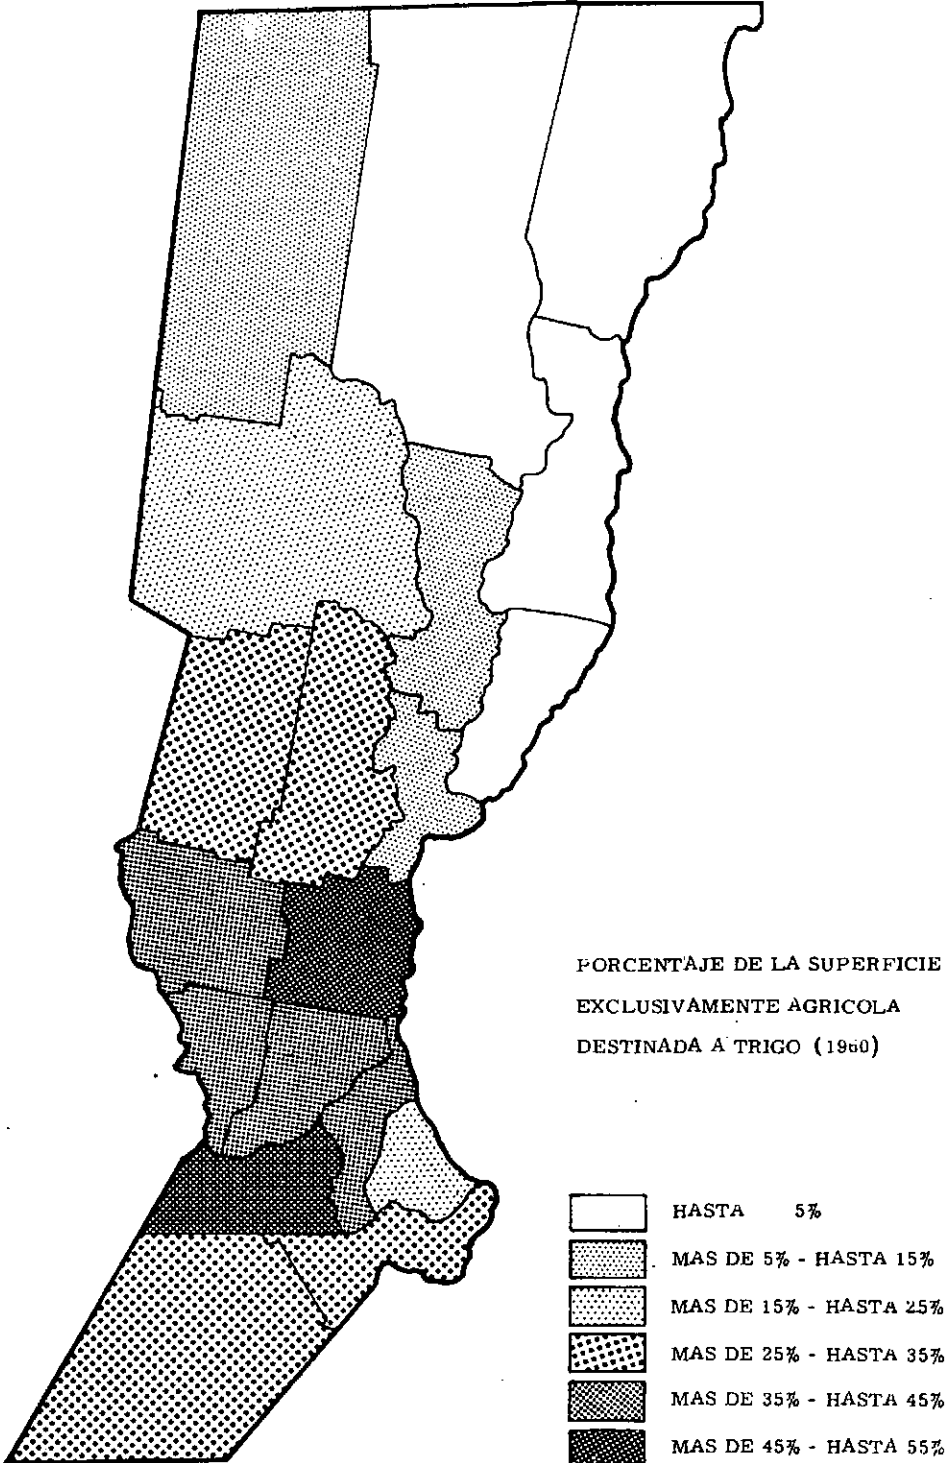 PORCENTAJE DE LA SUPERFICIE
EXCLUSIVAMENTE AGRICOLA
DESTINADA A TRIGO (1960)
HASTA 5%
MAS DE 5% - HASTA 15%
MAS DE 15% - HASTA 25%
MAS DE 25% - HASTA 35%
MAS DE 35% - HASTA 45%
MAS DE 45% - HASTA 55%